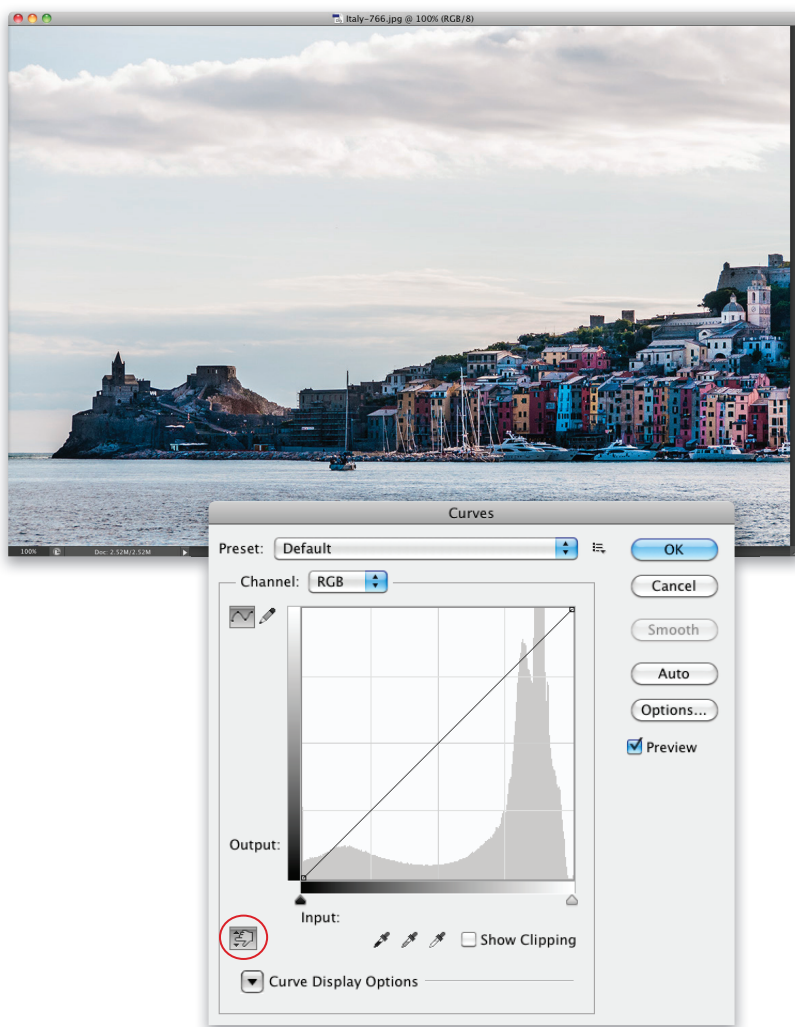 Italy-766.jpg @ 100% (RGB/8)
100% Doc: 2.52M/2.52M
Curves
Preset: Default
OK
Channel: RGB
Cancel
Smooth
Auto
Options...
Preview
Output:
Input:
Show Clipping
Curve Display Options